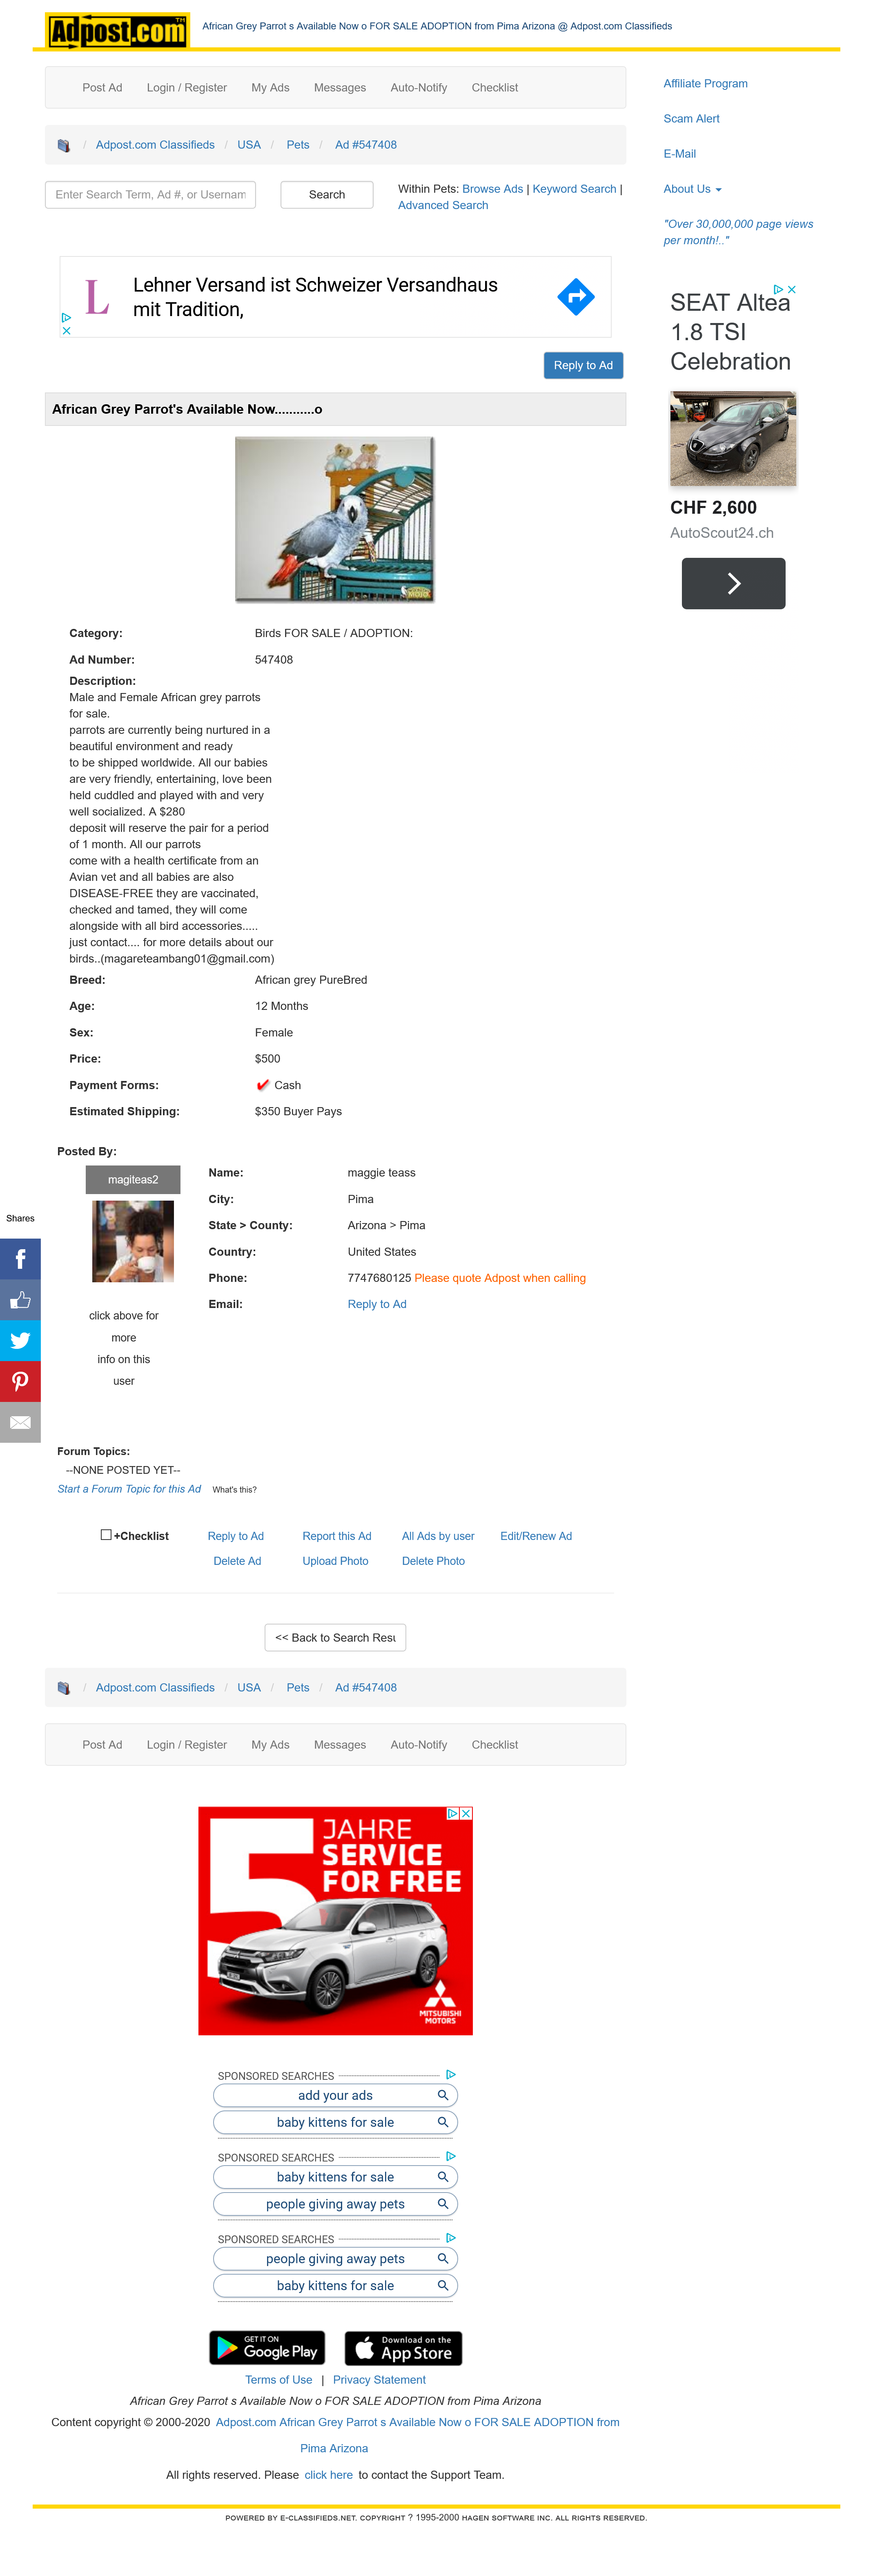 Adpost.com TM
African Grey Parrot s Available Now o FOR SALE ADOPTION from Pima Arizona @ Adpost.com Classifieds
Post Ad Login / Register My Ads Messages Auto-Notify Checklist
Affiliate Program
Scam Alert
E-Mail
About Us
"Over 30,000,000 page views
per month!.."
/ Adpost.com Classifieds / USA / Pets / Ad #547408
Enter Search Term, Ad #, or Usernam
Search
Within Pets: Browse Ads | Keyword Search |
Advanced Search
L
Lehner Versand ist Schweizer Versandhaus
mit Tradition,
SEAT Altea
1.8 TSI
Celebration
CHF 2,600
AutoScout24.ch
Reply to Ad
African Grey Parrot's Available Now...........o
Category: Birds FOR SALE / ADOPTION:
Ad Number: 547408
Description:
Male and Female African grey parrots
for sale.
parrots are currently being nurtured in a
beautiful environment and ready
to be shipped worldwide. All our babies
are very friendly, entertaining, love been
held cuddled and played with and very
well socialized. A $280
deposit will reserve the pair for a period
of 1 month. All our parrots
come with a health certificate from an
Avian vet and all babies are also
DISEASE-FREE they are vaccinated,
checked and tamed, they will come
alongside with all bird accessories.....
just contact.... for more details about our
birds..(magareteambang01@gmail.com)
Breed: African grey PureBred
Age: 12 Months
Sex: Female
Price: $500
Payment Forms: Cash
Estimated Shipping: $350 Buyer Pays
Posted By:
magiteas2
click above for
more
info on this
user
Name: maggie teass
City: Pima
State > County: Arizona > Pima
Country: United States
Phone: 7747680125 Please quote Adpost when calling
Email: Reply to Ad
Shares
Forum Topics:
--NONE POSTED YET--
Start a Forum Topic for this Ad What's this?
+Checklist Reply to Ad Report this Ad All Ads by user Edit/Renew Ad
Delete Ad Upload Photo Delete Photo
<< Back to Search Resu
/ Adpost.com Classifieds / USA / Pets / Ad #547408
Post Ad Login / Register My Ads Messages Auto-Notify Checklist
5 JAHRE
SERVICE
FOR FREE
MITSUBISHI
MOTORS
SPONSORED SEARCHES
add your ads
baby kittens for sale
SPONSORED SEARCHES
baby kittens for sale
people giving away pets
SPONSORED SEARCHES
people giving away pets
baby kittens for sale
GET IT ON
Google Play
Download on the
App Store
Terms of Use | Privacy Statement
African Grey Parrot s Available Now o FOR SALE ADOPTION from Pima Arizona
Content copyright © 2000-2020 Adpost.com African Grey Parrot s Available Now o FOR SALE ADOPTION from
Pima Arizona
All rights reserved. Please click here to contact the Support Team.
POWERED BY E-CLASSIFIEDS.NET. COPYRIGHT ? 1995-2000 HAGEN SOFTWARE INC. ALL RIGHTS RESERVED.